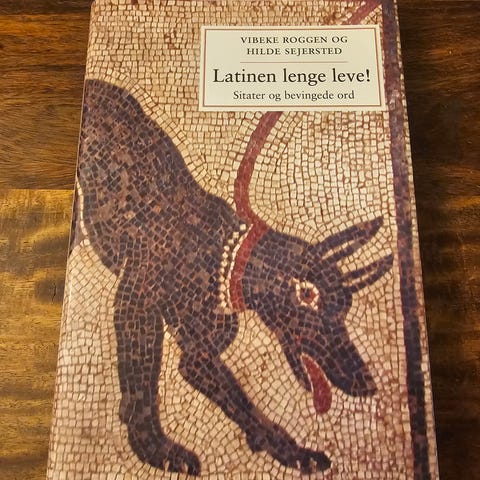 VIBEKE ROGGEN OG
HILDE SEJERSTED
Latinen lenge leve!
Sitater og bevingede ord